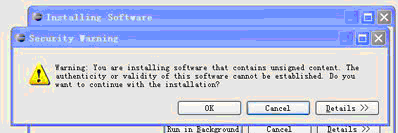 Installing Software
Security Warning
Warning: You are installing software that contains unsigned content. The
authenticity or validity of this software cannot be established. Do you
want to continue with the installation?
OK Cancel Details >>
Run in Background Cancel Details >>